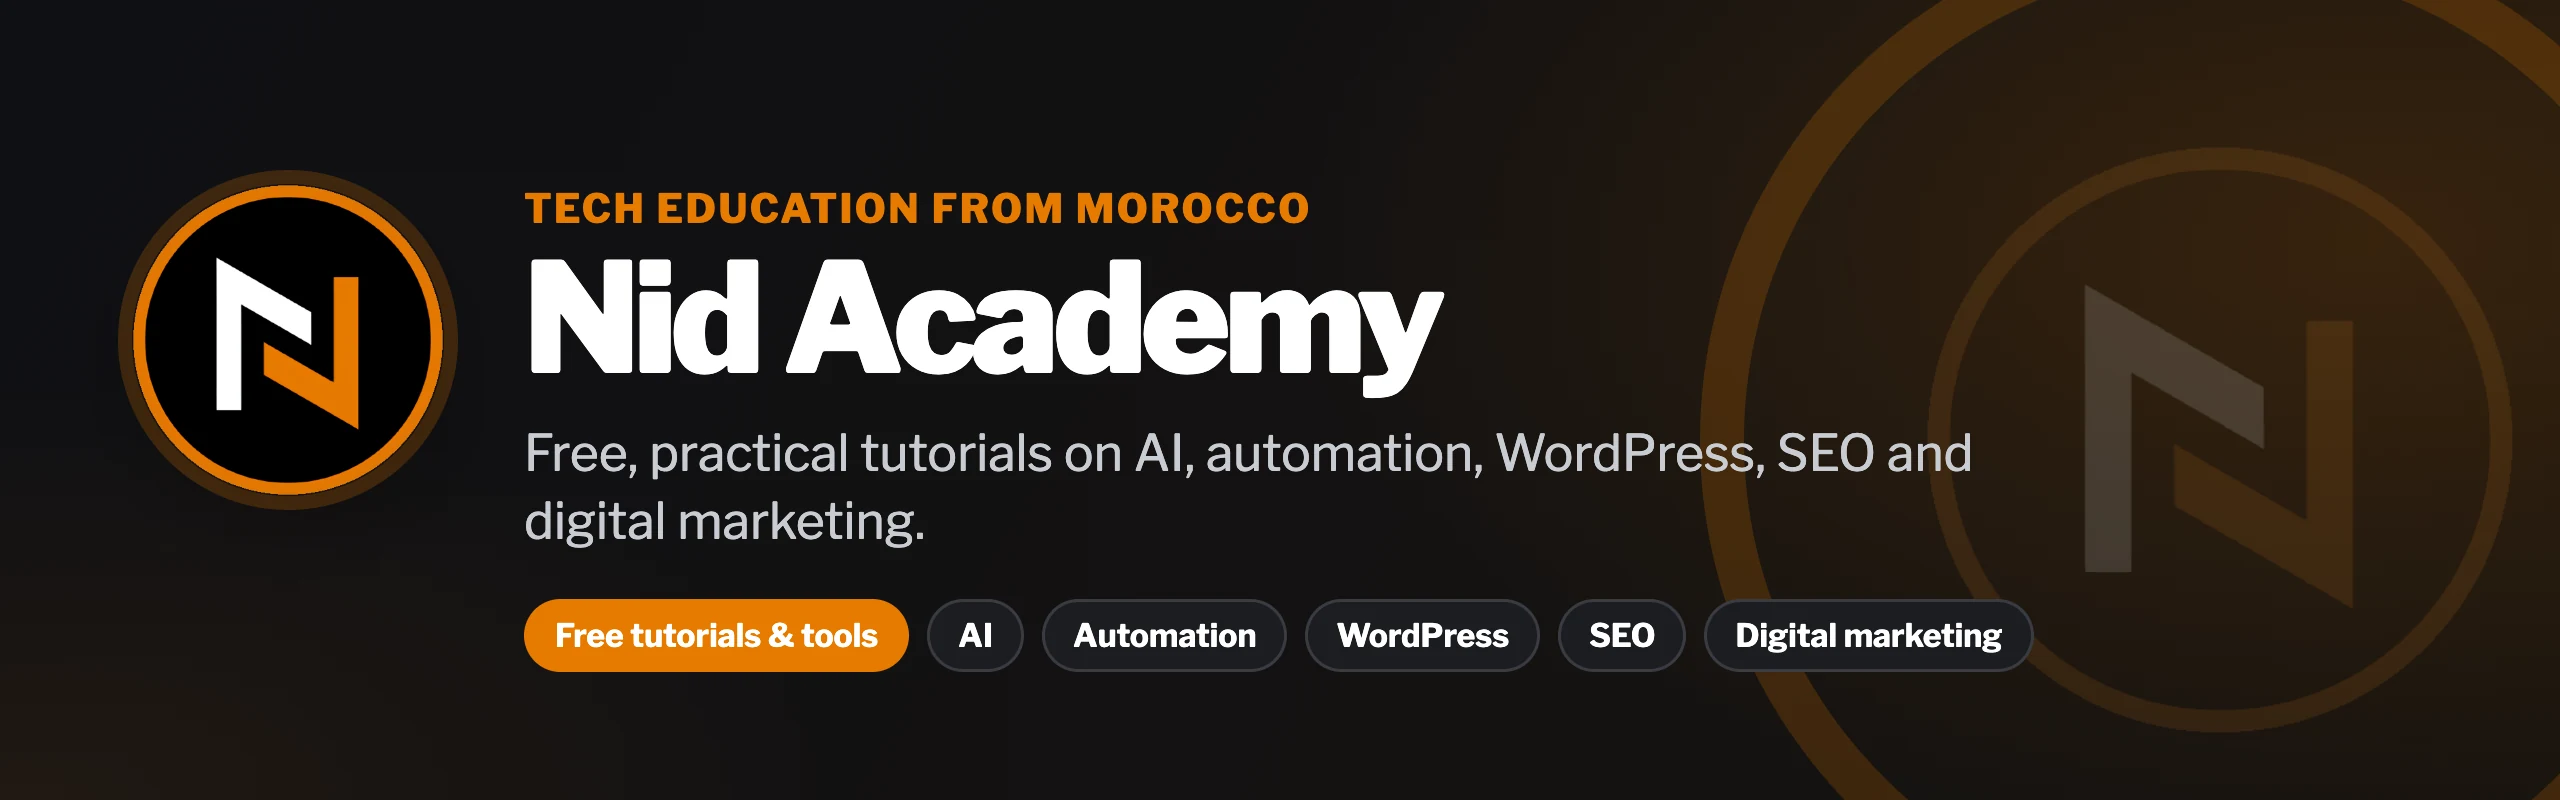 TECH EDUCATION FROM MOROCCO
Nid Academy
Free, practical tutorials on AI, automation, WordPress, SEO and
digital marketing.
Free tutorials & tools
AI
Automation
WordPress
SEO
Digital marketing